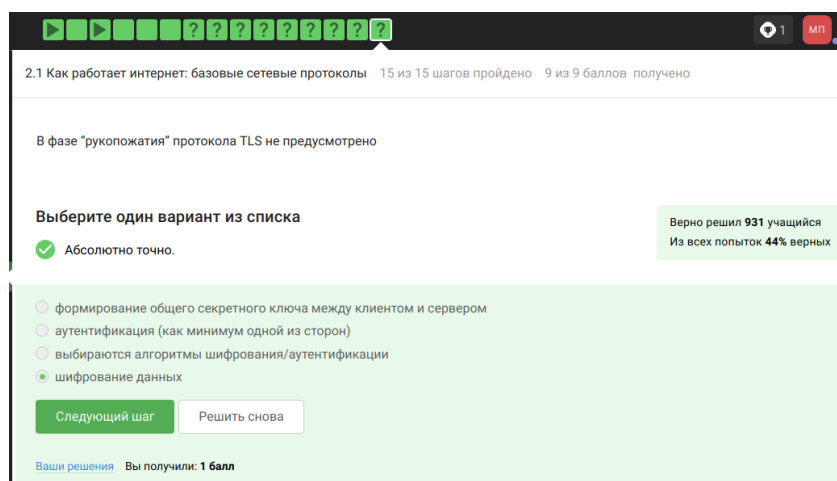 ? ? ? ? ? ? ? ? ?
1
МП
2.1 Как работает интернет: базовые сетевые протоколы 15 из 15 шагов пройдено 9 из 9 баллов получено
В фазе “рукопожатия” протокола TLS не предусмотрено
Выберите один вариант из списка
Абсолютно точно.
Верно решил 931 учащийся
Из всех попыток 44% верных
формирование общего секретного ключа между клиентом и сервером
аутентификация (как минимум одной из сторон)
выбираются алгоритмы шифрования/аутентификации
шифрование данных
Следующий шаг
Решить снова
Ваши решения Вы получили: 1 балл